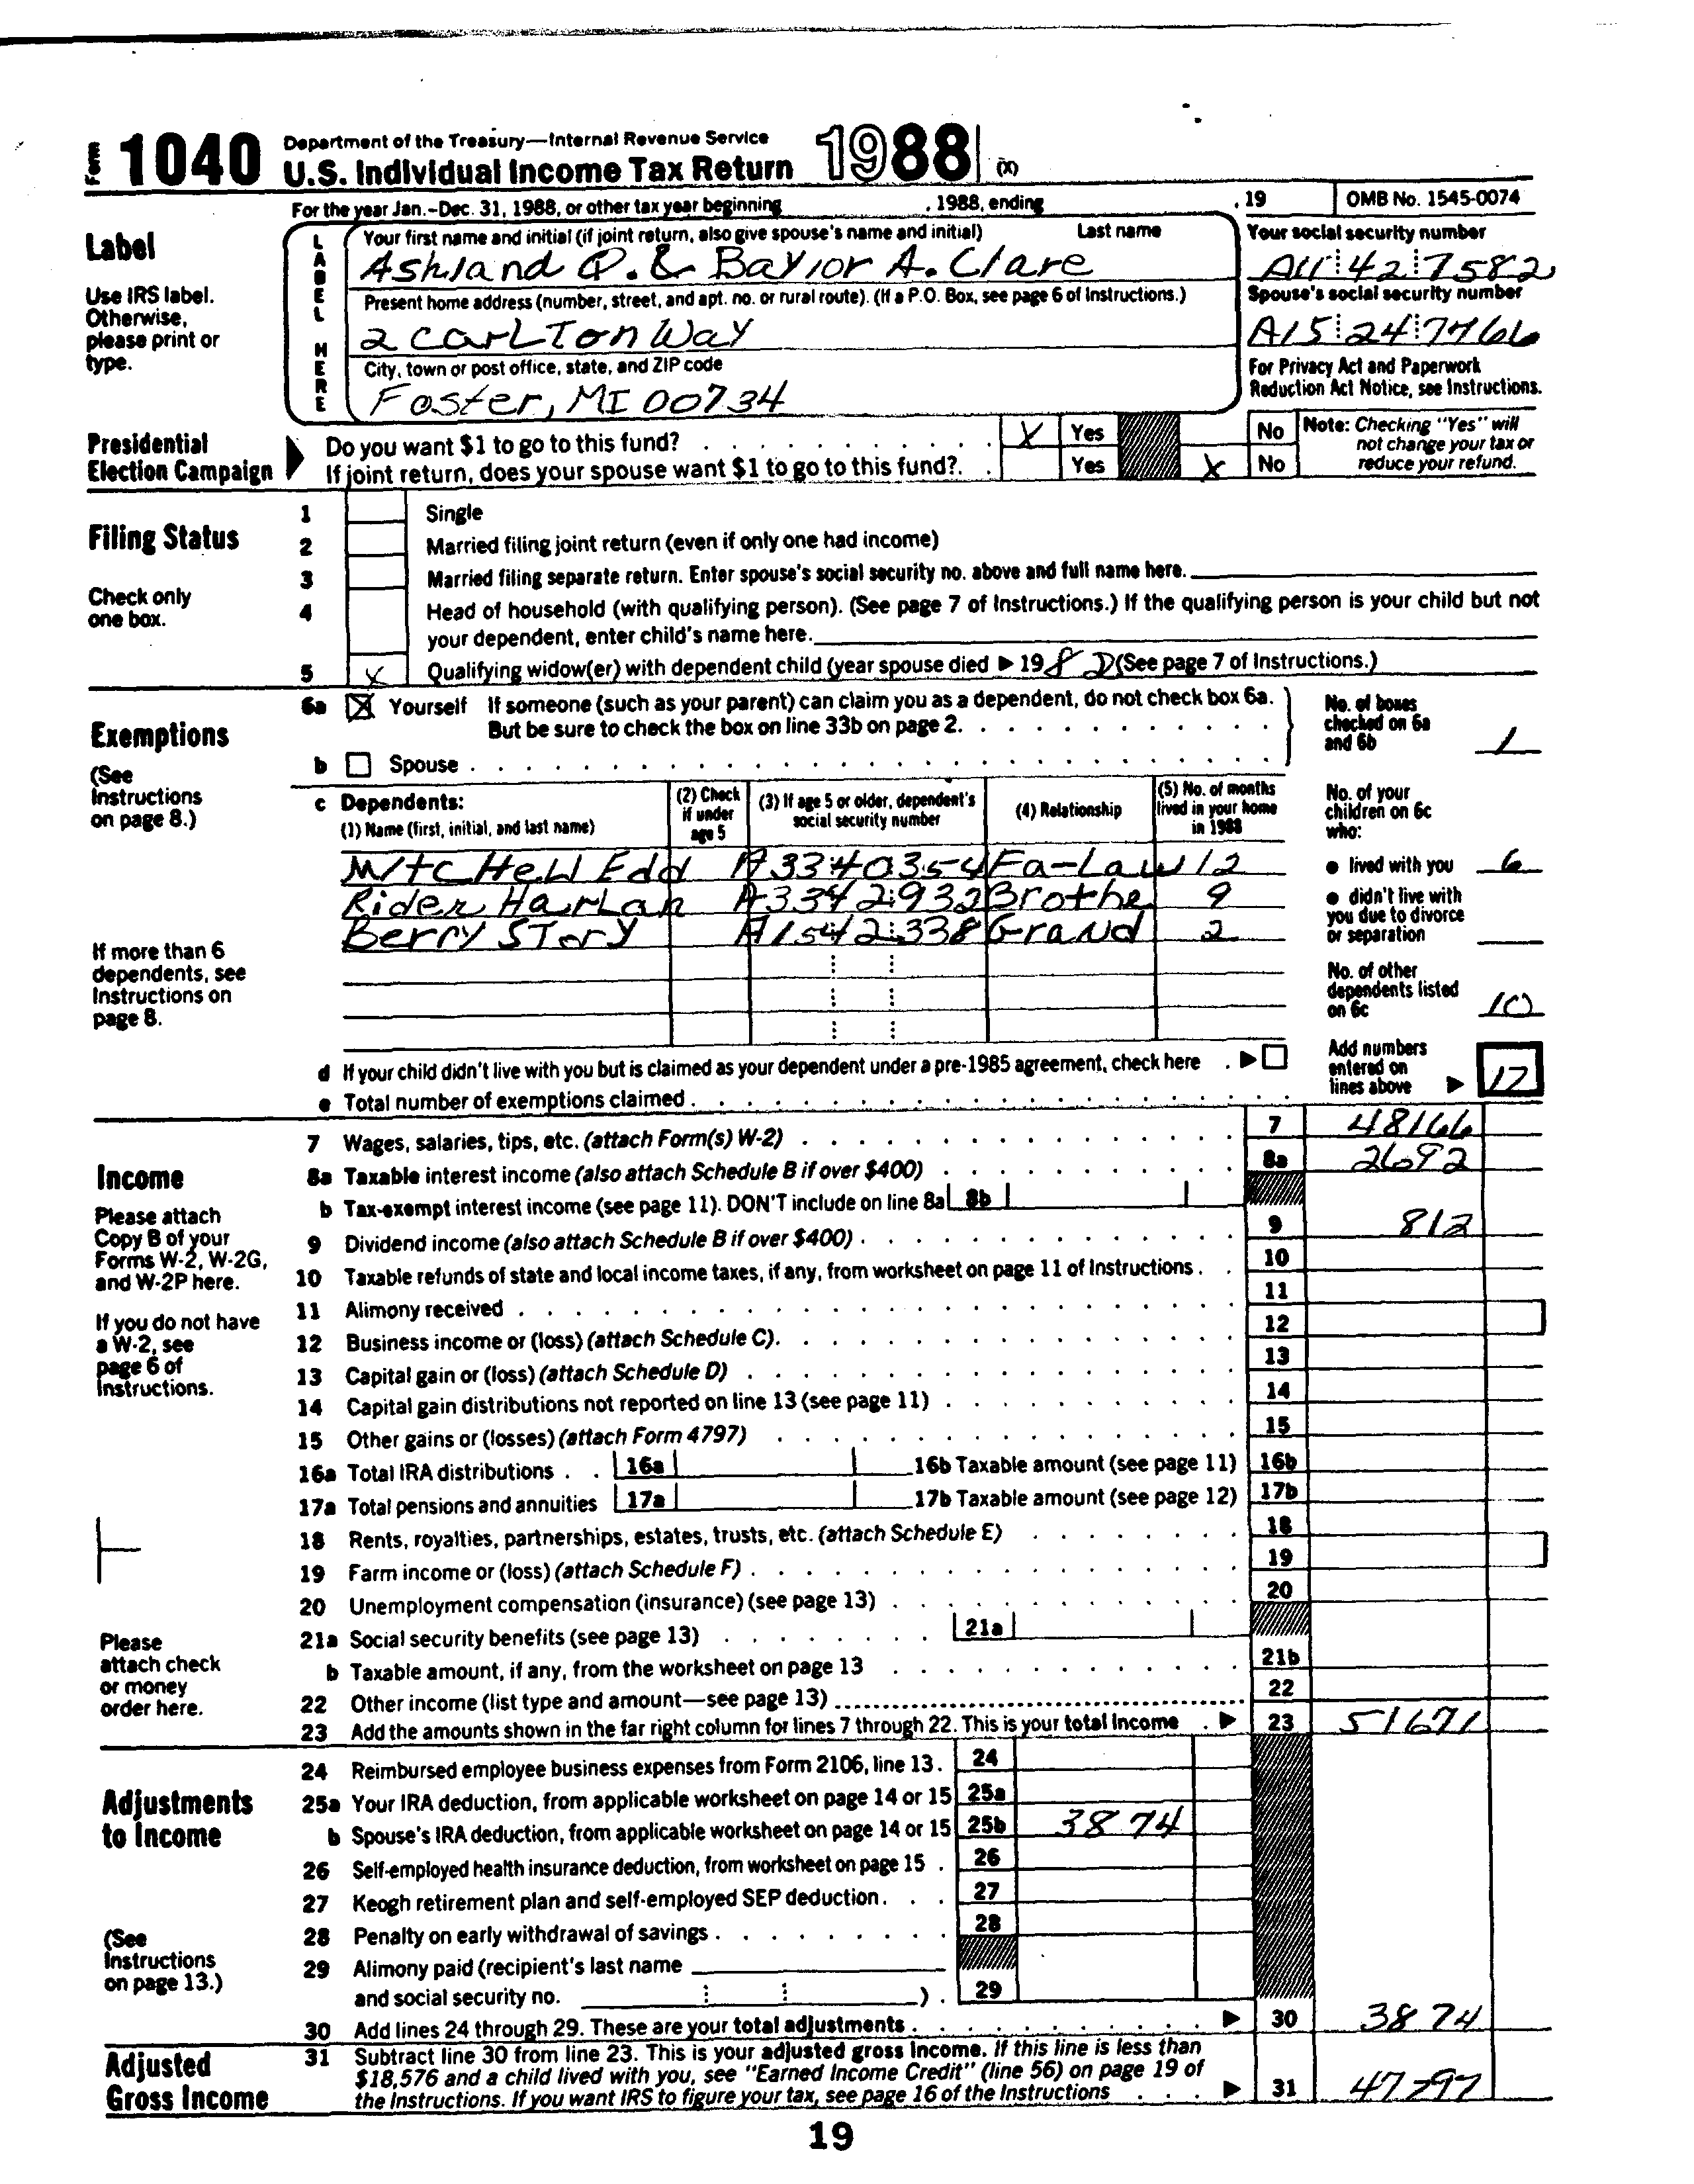 Form 1040 Department of the Treasury—Internal Revenue Service
U.S. Individual Income Tax Return 1988 (X)
For the year Jan.-Dec. 31, 1988, or other tax year beginning , 1988, ending , 19 OMB No. 1545-0074
Label
Use IRS label. Otherwise, please print or type.
LABEL HERE
Your first name and initial (if joint return, also give spouse's name and initial) Last name
Ashland Q. & Baylor A. Clare
Your social security number
A11 42 7582
Present home address (number, street, and apt. no. or rural route). (If a P.O. Box, see page 6 of Instructions.)
2 carLTon Way
Spouse's social security number
A15 24 7766
City, town or post office, state, and ZIP code
Foster, MI 00734
For Privacy Act and Paperwork Reduction Act Notice, see Instructions.
Presidential Election Campaign
Do you want $1 to go to this fund? X Yes No
If joint return, does your spouse want $1 to go to this fund?. Yes X No
Note: Checking "Yes" will not change your tax or reduce your refund.
Filing Status
Check only one box.
1 Single
2 Married filing joint return (even if only one had income)
3 Married filing separate return. Enter spouse's social security no. above and full name here.
4 Head of household (with qualifying person). (See page 7 of Instructions.) If the qualifying person is your child but not
your dependent, enter child's name here.
5 X Qualifying widow(er) with dependent child (year spouse died ▶ 19 8 (See page 7 of Instructions.)
Exemptions
(See Instructions on page 8.)
6a X Yourself If someone (such as your parent) can claim you as a dependent, do not check box 6a.
But be sure to check the box on line 33b on page 2.
b Spouse
No. of boxes checked on 6a and 6b 1
c Dependents:
(1) Name (first, initial, and last name) (2) Check if under age 5 (3) If age 5 or older, dependent's social security number (4) Relationship (5) No. of months lived in your home in 1988
MitcHell Edd A3340354 Fa-Law 12
Rider HarLan A3342932 Brothe 9
Berry STory A1542338 Grand 2
If more than 6 dependents, see Instructions on page 8.
No. of your children on 6c who:
• lived with you 6
• didn't live with you due to divorce or separation
No. of other dependents listed on 6c 10
d If your child didn't live with you but is claimed as your dependent under a pre-1985 agreement, check here . ▶
e Total number of exemptions claimed
Add numbers entered on lines above ▶ 17
Income
Please attach Copy B of your Forms W-2, W-2G, and W-2P here.
If you do not have a W-2, see page 6 of Instructions.
Please attach check or money order here.
7 Wages, salaries, tips, etc. (attach Form(s) W-2) 7 48166
8a Taxable interest income (also attach Schedule B if over $400) 8a 2692
b Tax-exempt interest income (see page 11). DON'T include on line 8a 8b
9 Dividend income (also attach Schedule B if over $400) 9 812
10 Taxable refunds of state and local income taxes, if any, from worksheet on page 11 of Instructions 10
11 Alimony received 11
12 Business income or (loss) (attach Schedule C). 12
13 Capital gain or (loss) (attach Schedule D) 13
14 Capital gain distributions not reported on line 13 (see page 11) 14
15 Other gains or (losses) (attach Form 4797) 15
16a Total IRA distributions 16a 16b Taxable amount (see page 11) 16b
17a Total pensions and annuities 17a 17b Taxable amount (see page 12) 17b
18 Rents, royalties, partnerships, estates, trusts, etc. (attach Schedule E) 18
19 Farm income or (loss) (attach Schedule F) 19
20 Unemployment compensation (insurance) (see page 13) 20
21a Social security benefits (see page 13) 21a
b Taxable amount, if any, from the worksheet on page 13 21b
22 Other income (list type and amount—see page 13) 22
23 Add the amounts shown in the far right column for lines 7 through 22. This is your total income ▶ 23 51671
Adjustments to Income
(See Instructions on page 13.)
24 Reimbursed employee business expenses from Form 2106, line 13. 24
25a Your IRA deduction, from applicable worksheet on page 14 or 15 25a
b Spouse's IRA deduction, from applicable worksheet on page 14 or 15 25b 3874
26 Self-employed health insurance deduction, from worksheet on page 15 26
27 Keogh retirement plan and self-employed SEP deduction 27
28 Penalty on early withdrawal of savings 28
29 Alimony paid (recipient's last name
and social security no. ) 29
30 Add lines 24 through 29. These are your total adjustments ▶ 30 3874
Adjusted Gross Income
31 Subtract line 30 from line 23. This is your adjusted gross income. If this line is less than
$18,576 and a child lived with you, see "Earned Income Credit" (line 56) on page 19 of
the Instructions. If you want IRS to figure your tax, see page 16 of the Instructions ▶ 31 47797
19